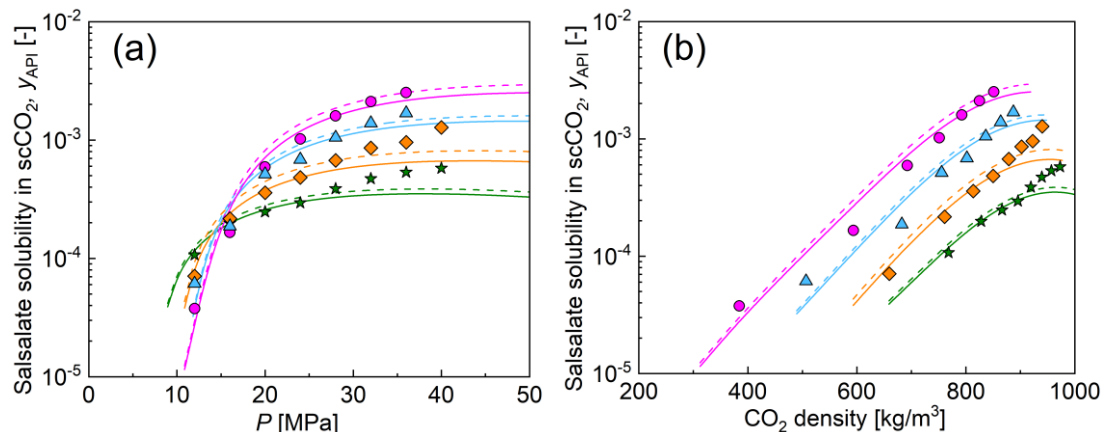 (a)
Salsalate solubility in scCO₂, y_API [-]
10⁻²
10⁻³
10⁻⁴
10⁻⁵
0 10 20 30 40 50
P [MPa]
(b)
Salsalate solubility in scCO₂, y_API [-]
10⁻²
10⁻³
10⁻⁴
10⁻⁵
200 400 600 800 1000
CO₂ density [kg/m³]